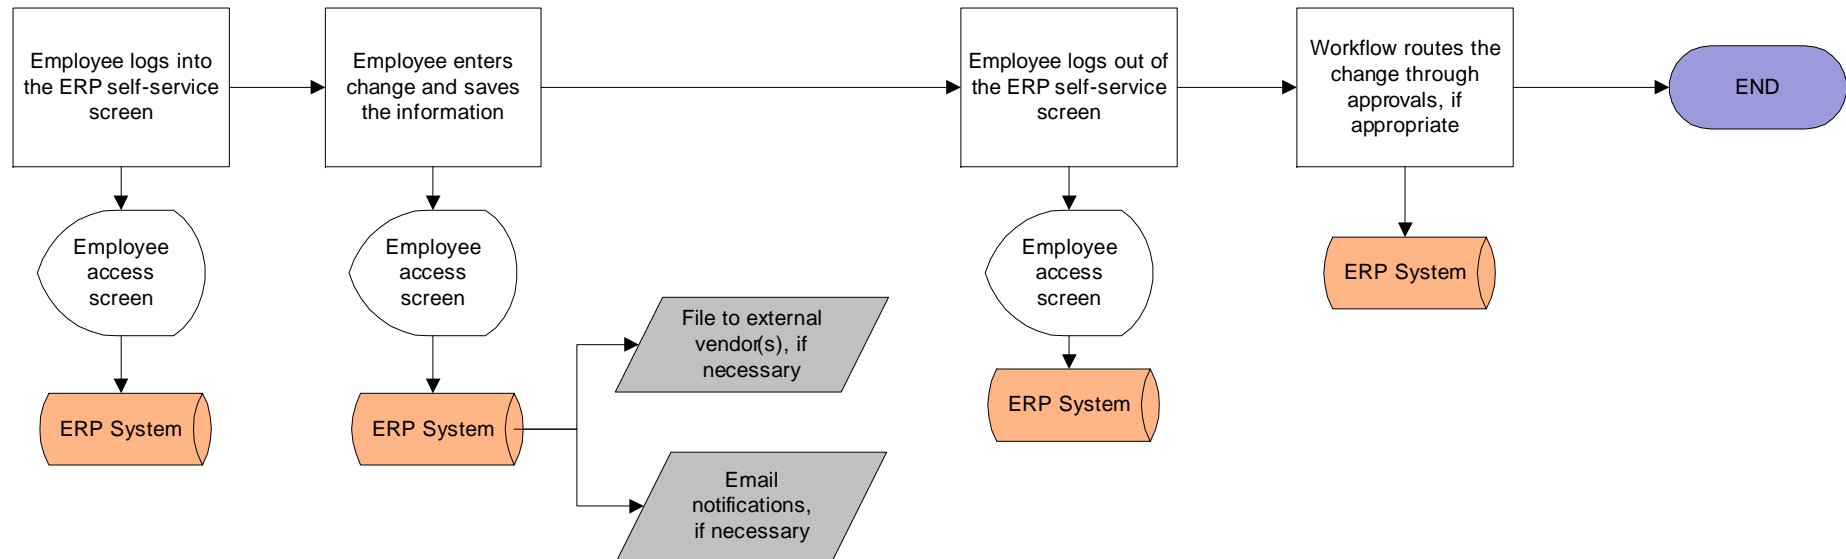 Employee logs into
the ERP self-service
screen
Employee enters
change and saves
the information
Employee logs out of
the ERP self-service
screen
Workflow routes the
change through
approvals, if
appropriate
END
Employee
access
screen
Employee
access
screen
Employee
access
screen
ERP System
File to external
vendor(s), if
necessary
ERP System
ERP System
ERP System
Email
notifications,
if necessary